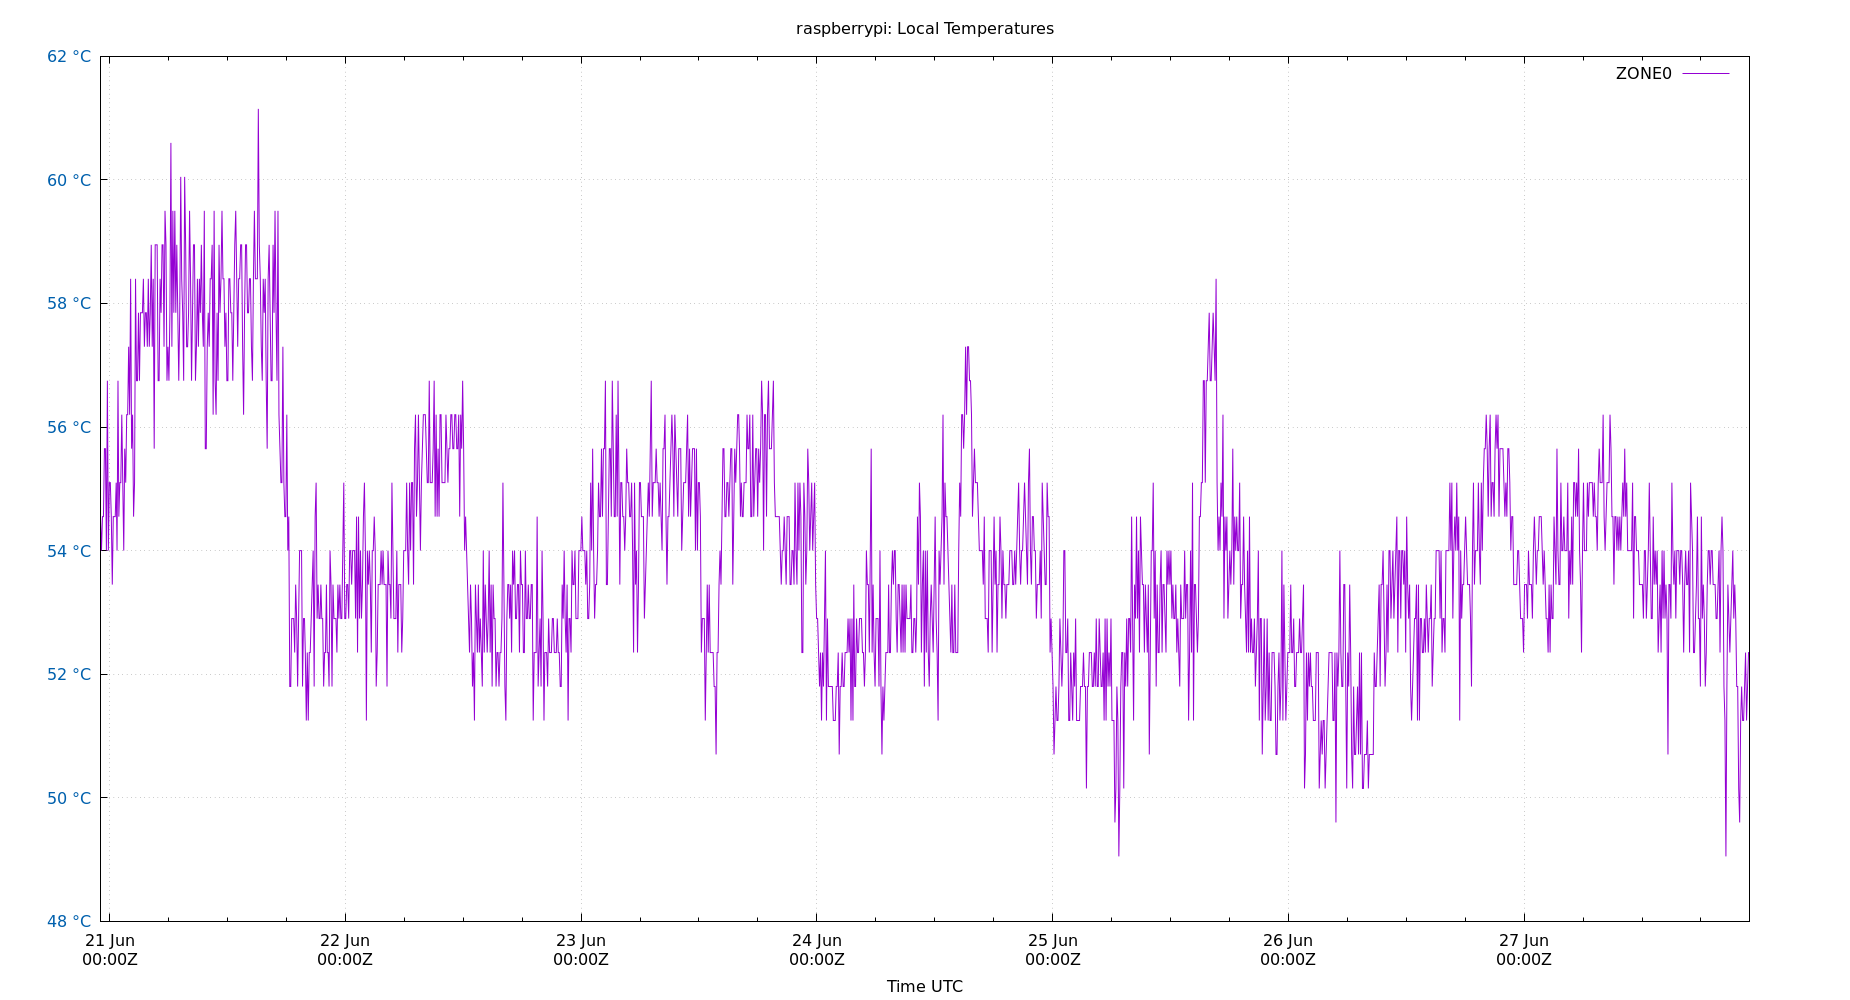 raspberrypi: Local Temperatures
62 °C
ZONE0
60 °C
58 °C
56 °C
54 °C
52 °C
50 °C
48 °C
21 Jun 22 Jun 23 Jun 24 Jun 25 Jun 26 Jun 27 Jun
00:00Z 00:00Z 00:00Z 00:00Z 00:00Z 00:00Z 00:00Z
Time UTC